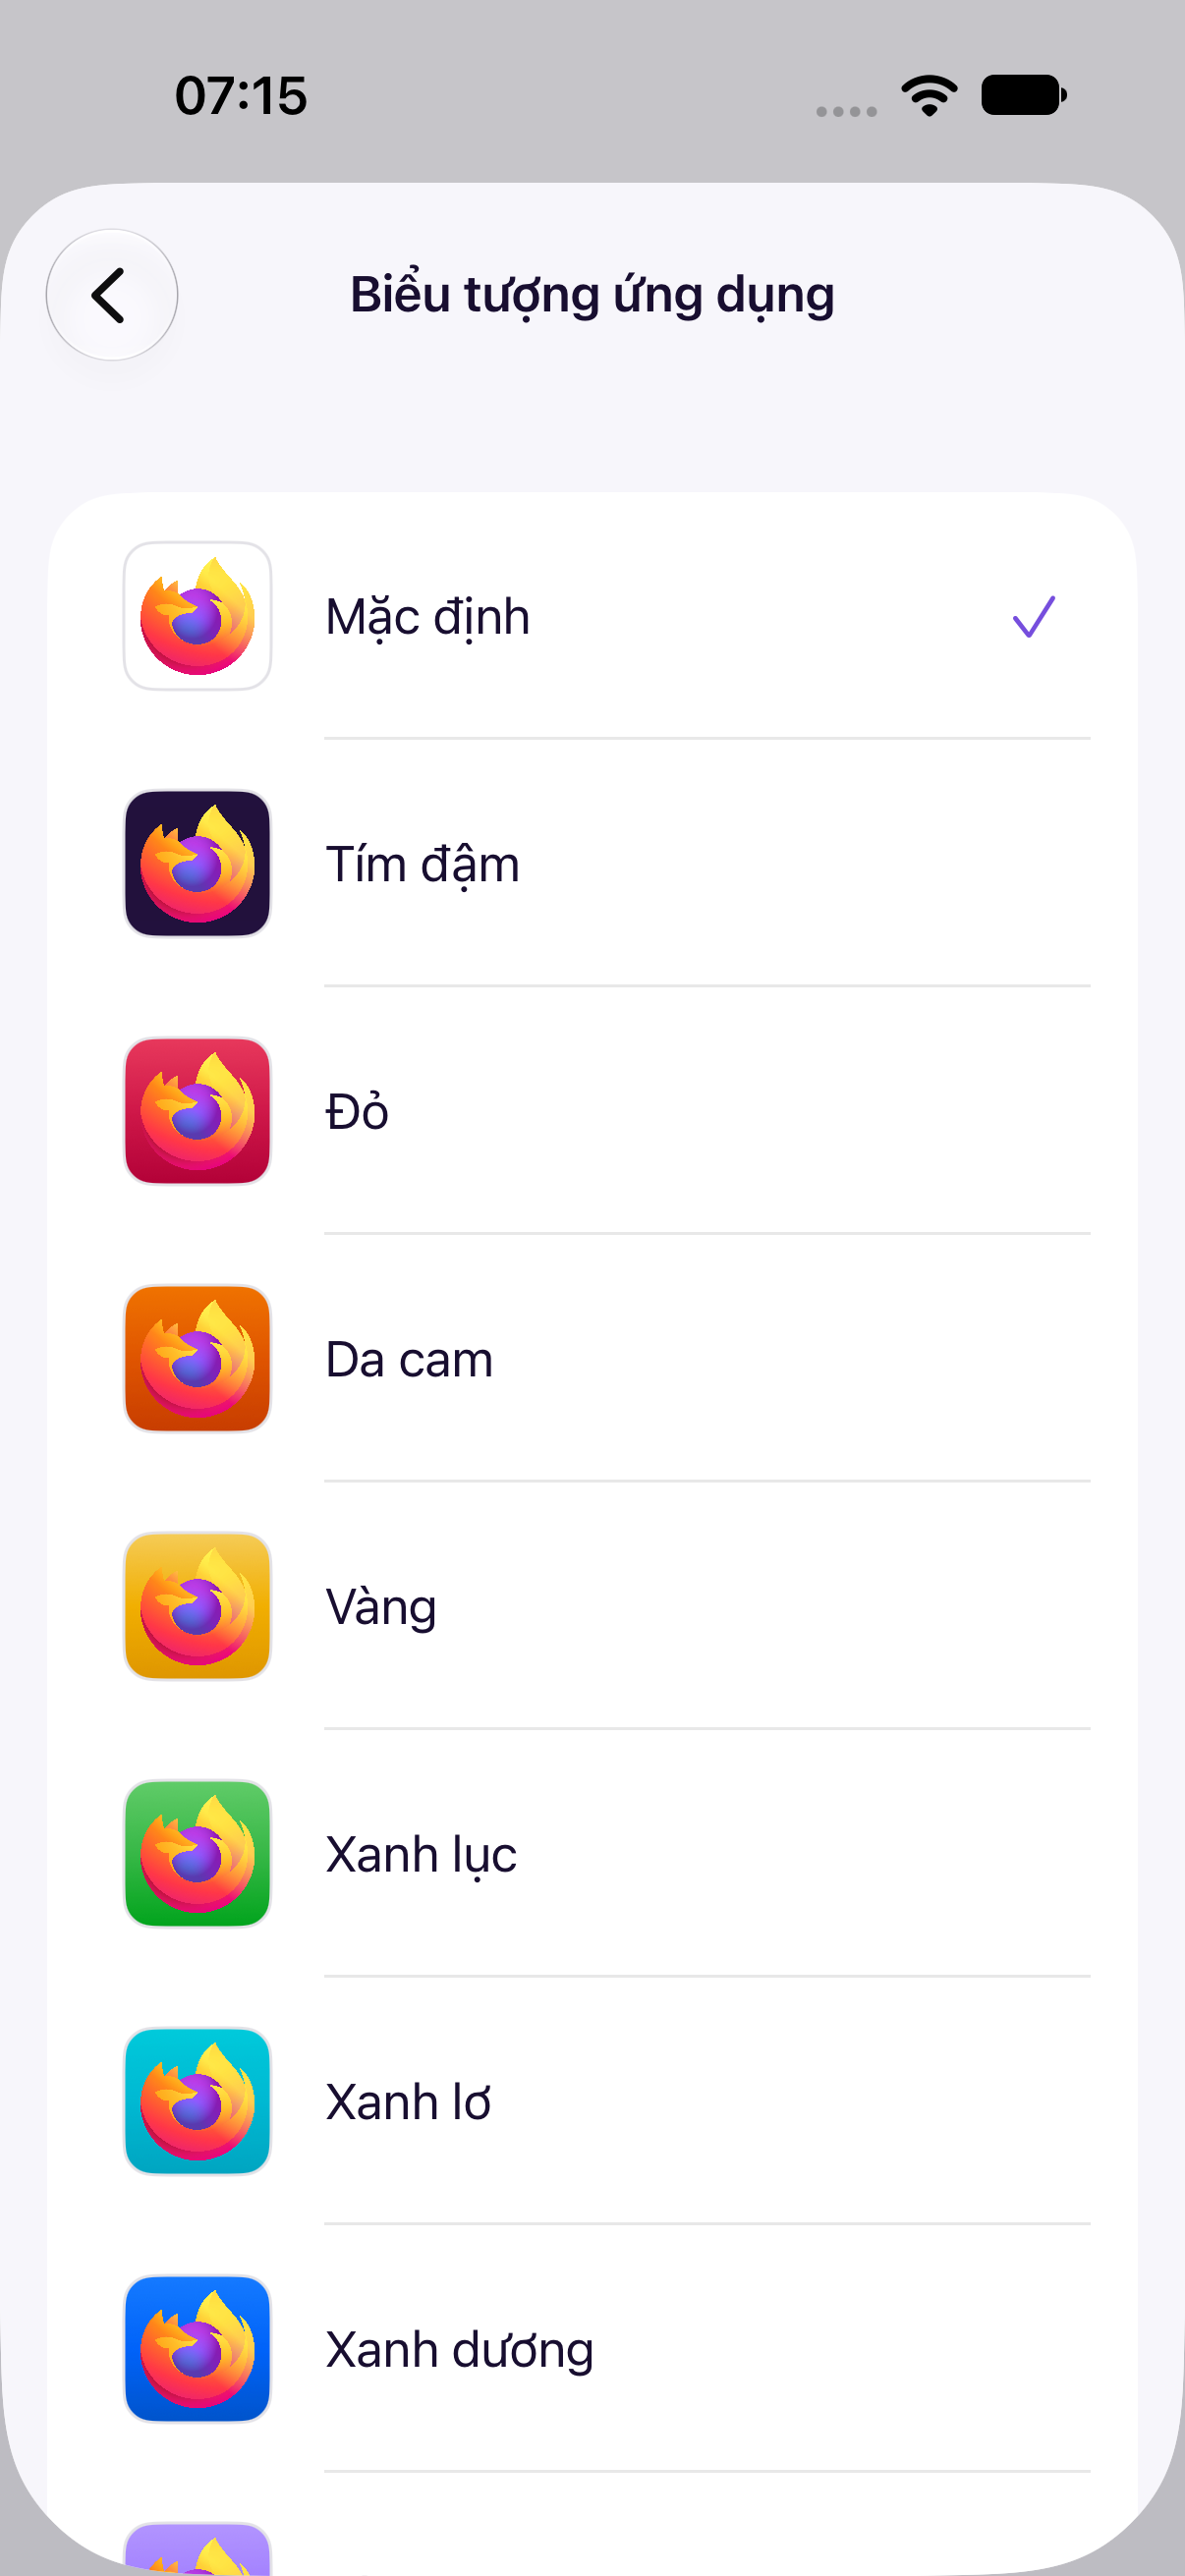 07:15
Biểu tượng ứng dụng
Mặc định
Tím đậm
Đỏ
Da cam
Vàng
Xanh lục
Xanh lơ
Xanh dương